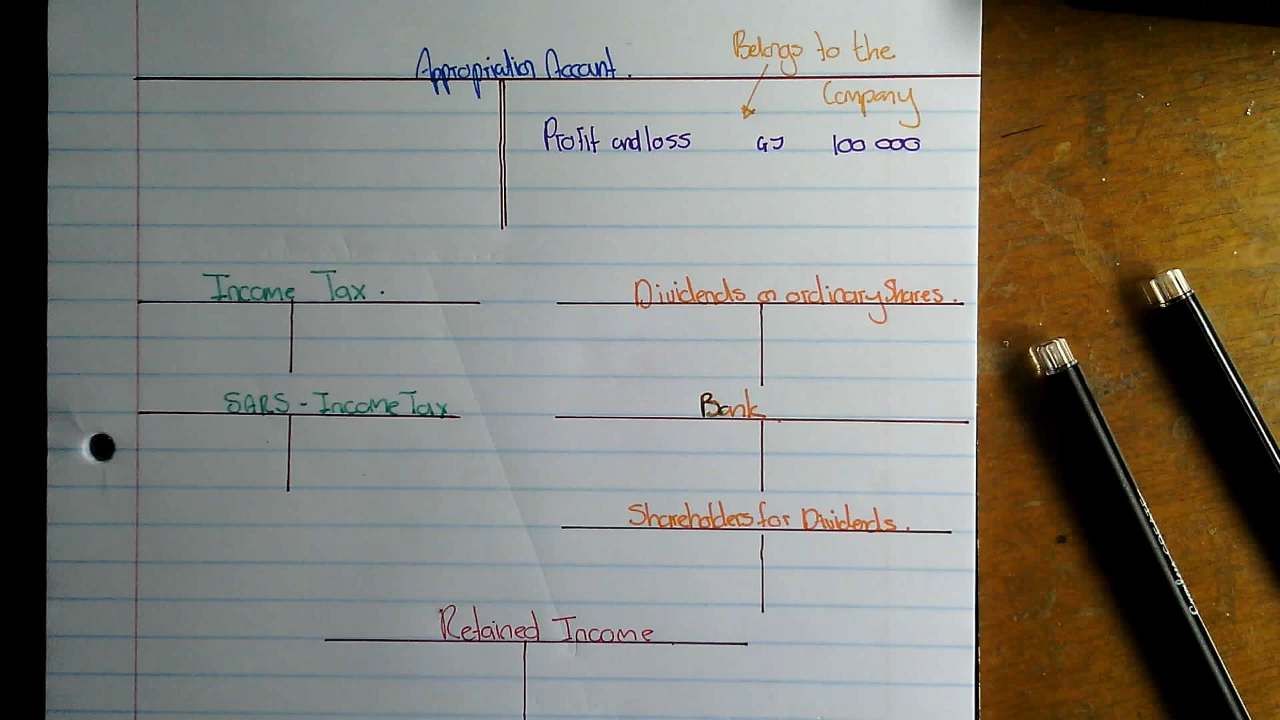 Appropriation Account.
Belongs to the
Company
Profit and loss GJ 100 000
Income Tax.
Dividends on ordinary Shares.
SARS - Income Tax
Bank
Shareholders for Dividends.
Retained Income